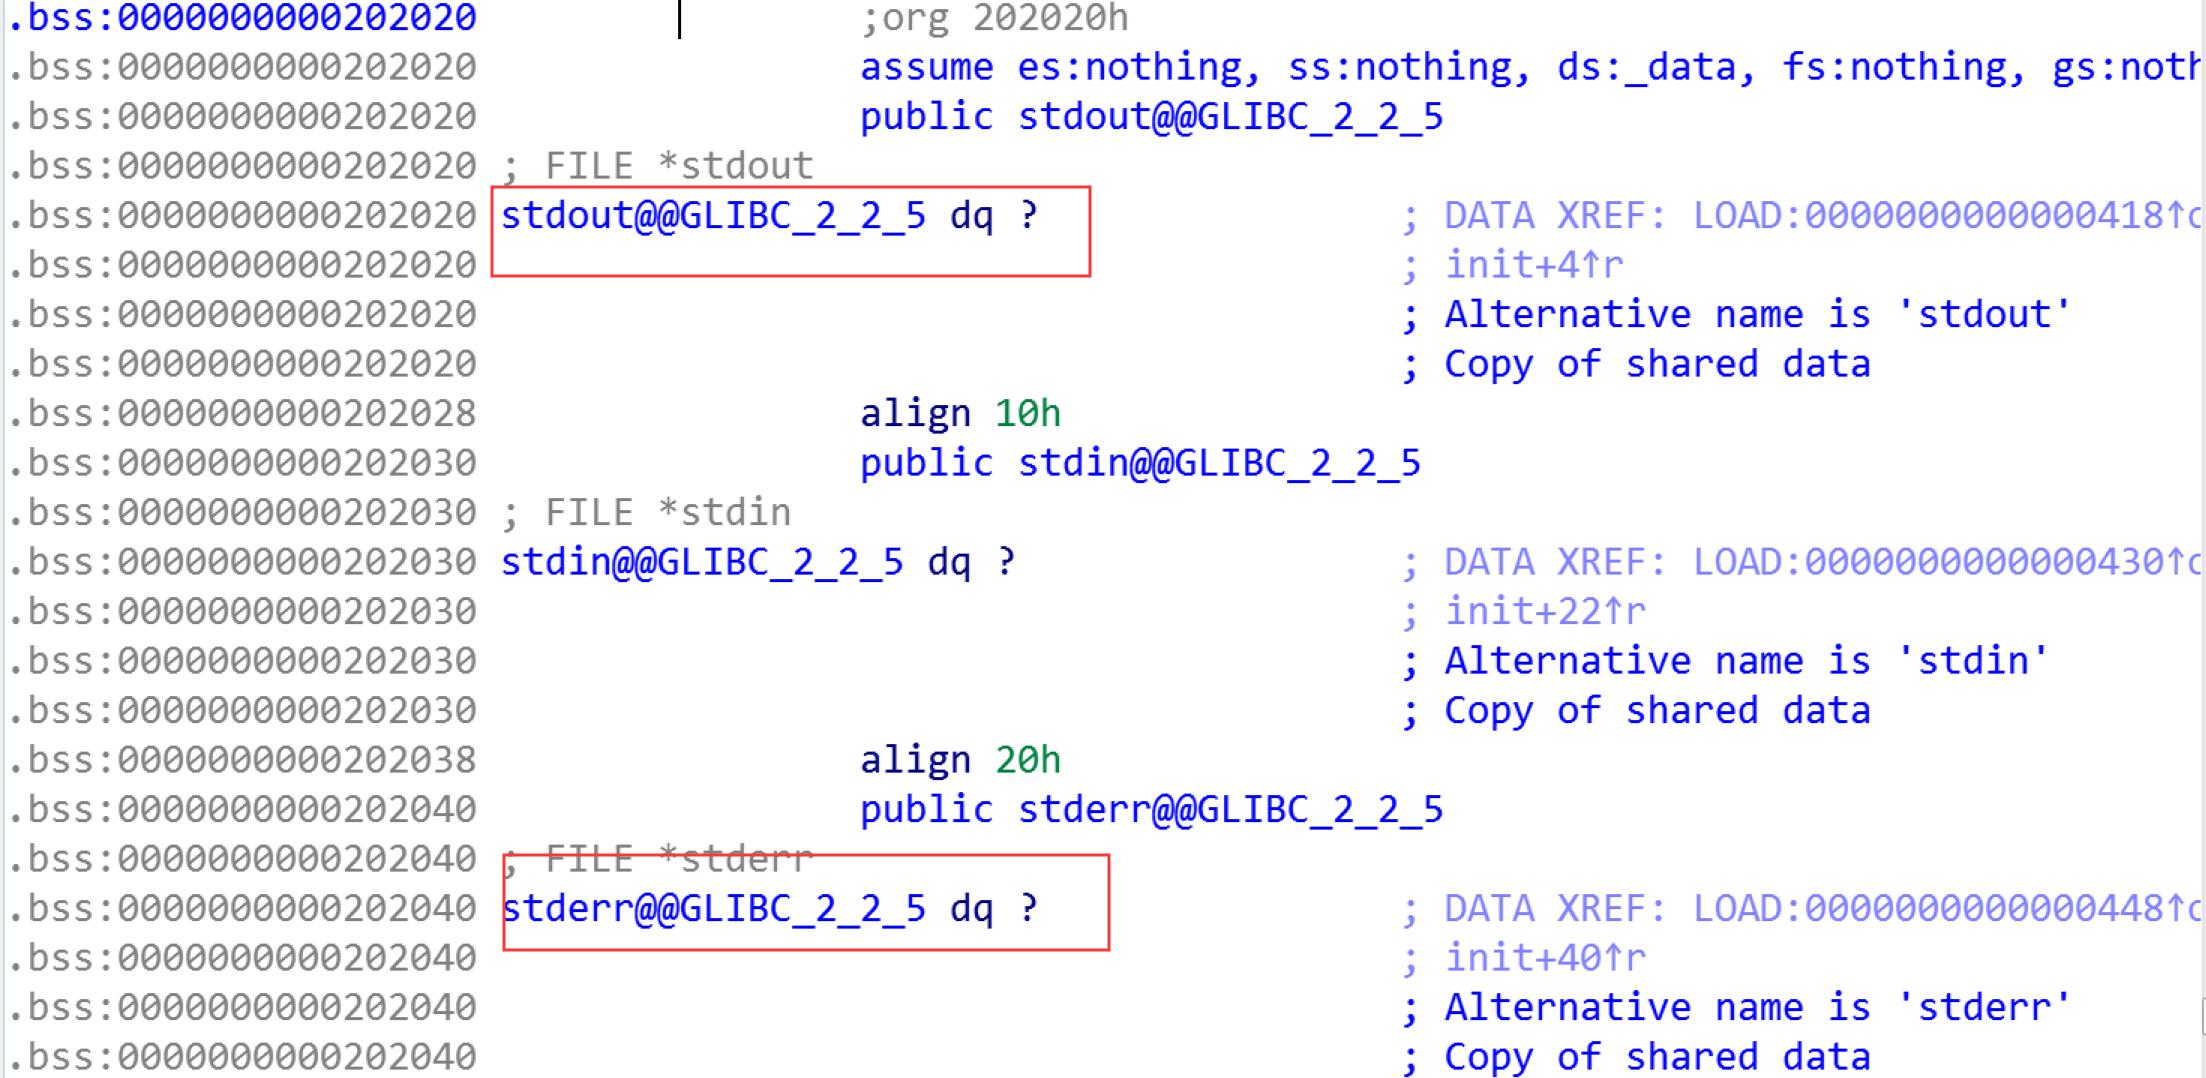 .bss:0000000000202020 ;org 202020h
.bss:0000000000202020 assume es:nothing, ss:nothing, ds:_data, fs:nothing, gs:noth
.bss:0000000000202020 public stdout@@GLIBC_2_2_5
.bss:0000000000202020 ; FILE *stdout
.bss:0000000000202020 stdout@@GLIBC_2_2_5 dq ? ; DATA XREF: LOAD:0000000000000418↑o
.bss:0000000000202020 ; init+4↑r
.bss:0000000000202020 ; Alternative name is 'stdout'
.bss:0000000000202020 ; Copy of shared data
.bss:0000000000202028 align 10h
.bss:0000000000202030 public stdin@@GLIBC_2_2_5
.bss:0000000000202030 ; FILE *stdin
.bss:0000000000202030 stdin@@GLIBC_2_2_5 dq ? ; DATA XREF: LOAD:0000000000000430↑o
.bss:0000000000202030 ; init+22↑r
.bss:0000000000202030 ; Alternative name is 'stdin'
.bss:0000000000202030 ; Copy of shared data
.bss:0000000000202038 align 20h
.bss:0000000000202040 public stderr@@GLIBC_2_2_5
.bss:0000000000202040 ; FILE *stderr
.bss:0000000000202040 stderr@@GLIBC_2_2_5 dq ? ; DATA XREF: LOAD:0000000000000448↑o
.bss:0000000000202040 ; init+40↑r
.bss:0000000000202040 ; Alternative name is 'stderr'
.bss:0000000000202040 ; Copy of shared data